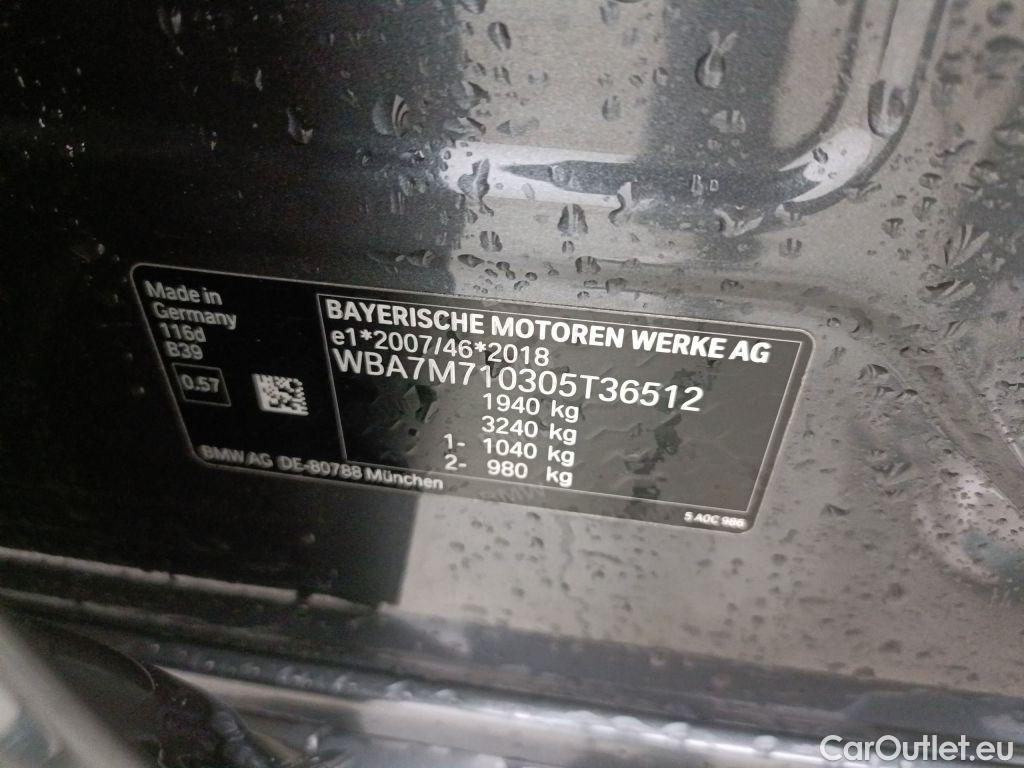 Made in
Germany
116d
B39
0.57
BAYERISCHE MOTOREN WERKE AG
e1*2007/46*2018
WBA7M710305T36512
1940 kg
3240 kg
1- 1040 kg
2- 980 kg
BMW AG DE-80788 München
5 A0C 986
CarOutlet.eu